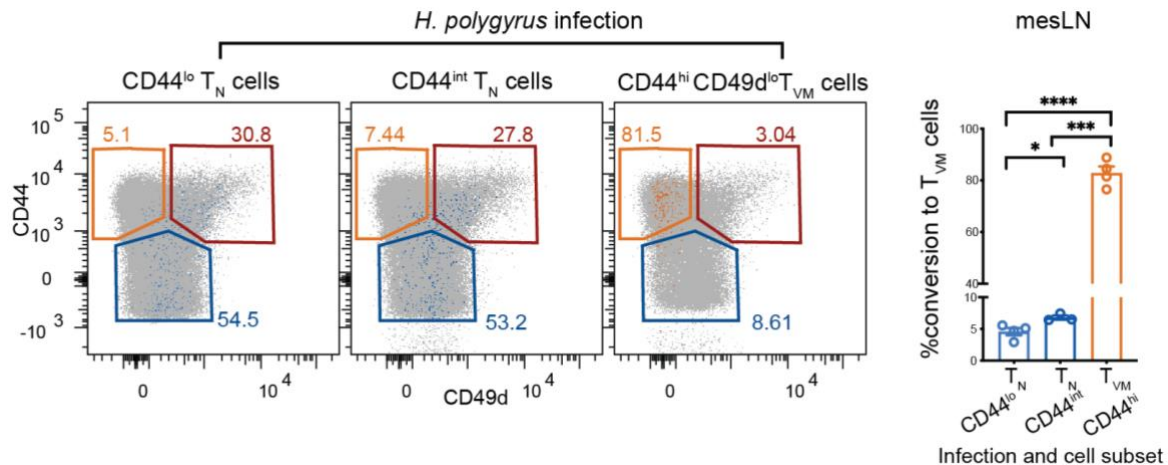 H. polygyrus infection
mesLN
CD44lo TN cells
CD44int TN cells
CD44hi CD49dloTVM cells
5.1
30.8
7.44
27.8
81.5
3.04
10 5
10 4
10 3
0
-10 3
CD44
54.5
53.2
8.61
0
10 4
0
10 4
0
10 4
CD49d
****
***
*
100
80
60
40
10
5
0
%conversion to TVM cells
TN
CD44lo
TN
CD44int
TVM
CD44hi
Infection and cell subset